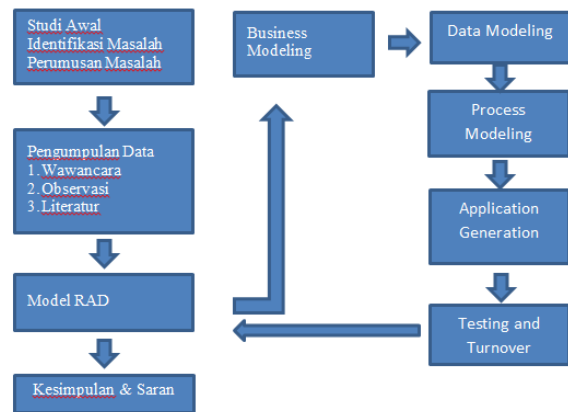 Studi Awal
Identifikasi Masalah
Perumusan Masalah
Pengumpulan Data
1. Wawancara
2. Observasi
3. Literatur
Model RAD
Kesimpulan & Saran
Business
Modeling
Data Modeling
Process
Modeling
Application
Generation
Testing and
Turnover